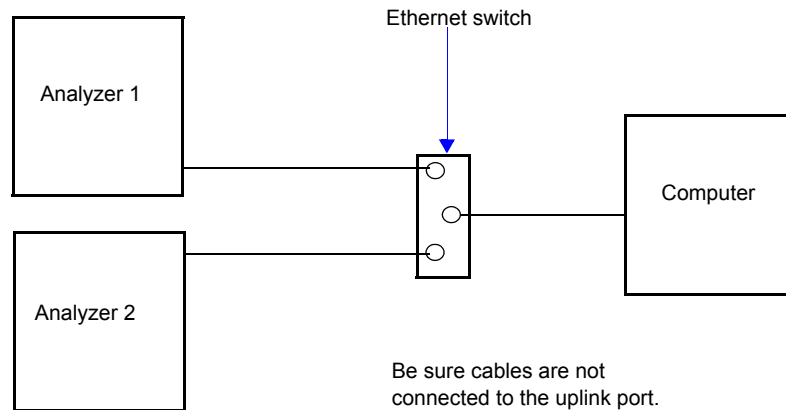 Ethernet switch
Analyzer 1
Computer
Analyzer 2
Be sure cables are not
connected to the uplink port.